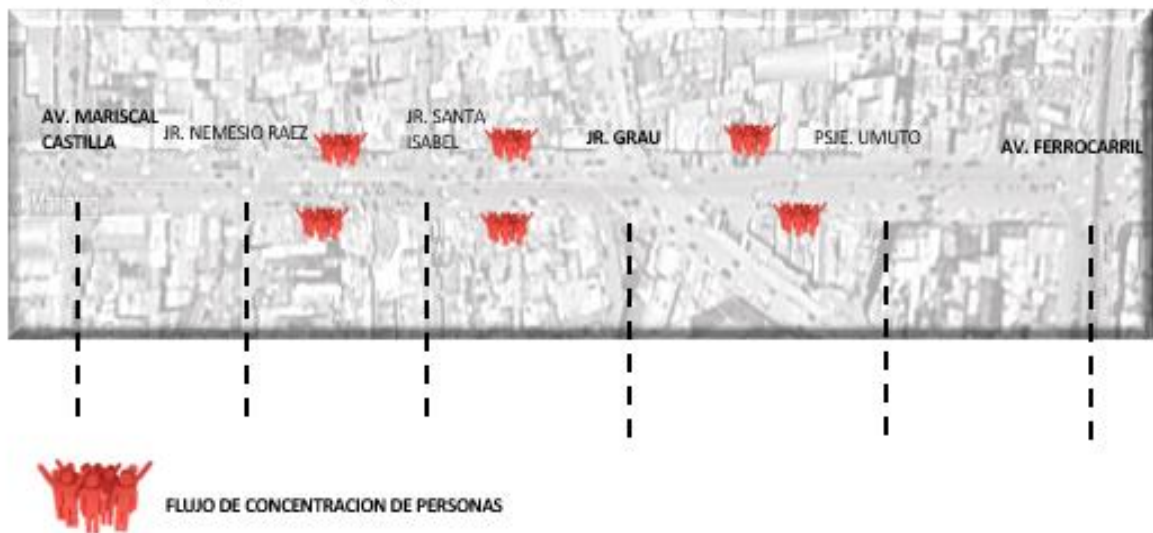 AV. MARISCAL
CASTILLA
JR. NEMESIO RAEZ
JR. SANTA
ISABEL
JR. GRAU
PSJE. UMUTO
AV. FERROCARRIL
FLUJO DE CONCENTRACION DE PERSONAS